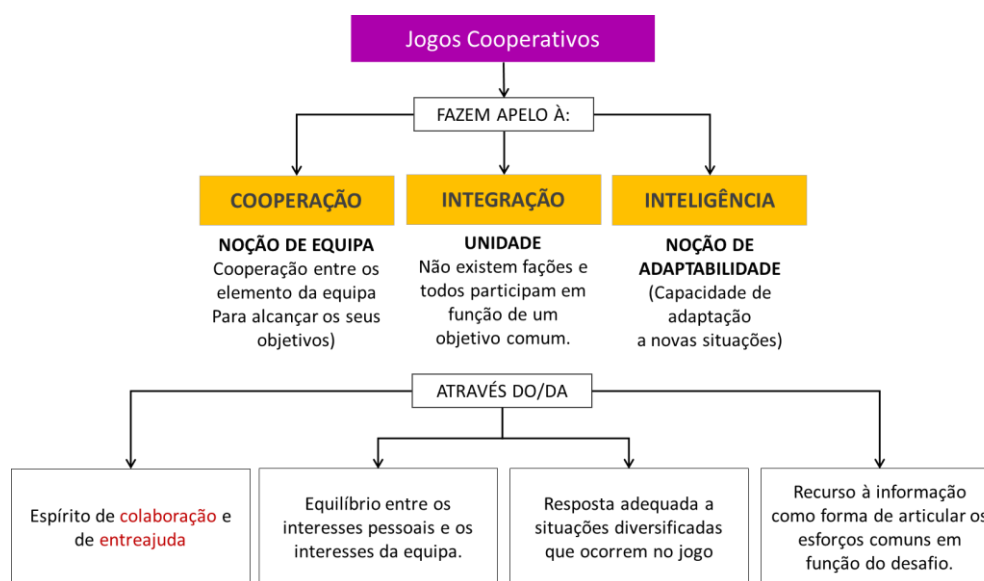 Jogos Cooperativos
FAZEM APELO À:
COOPERAÇÃO
NOÇÃO DE EQUIPA
Cooperação entre os
elemento da equipa
Para alcançar os seus
objetivos)
INTEGRAÇÃO
UNIDADE
Não existem fações e
todos participam em
função de um
objetivo comum.
INTELIGÊNCIA
NOÇÃO DE
ADAPTABILIDADE
(Capacidade de
adaptação
a novas situações)
ATRAVÉS DO/DA
Espírito de colaboração e
de entreajuda
Equilíbrio entre os
interesses pessoais e os
interesses da equipa.
Resposta adequada a
situações diversificadas
que ocorrem no jogo
Recurso à informação
como forma de articular os
esforços comuns em
função do desafio.